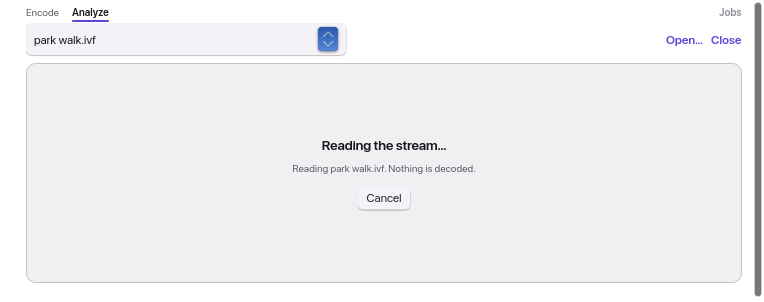 Encode Analyze Jobs
park walk.ivf Open... Close
Reading the stream...
Reading park walk.ivf. Nothing is decoded.
Cancel